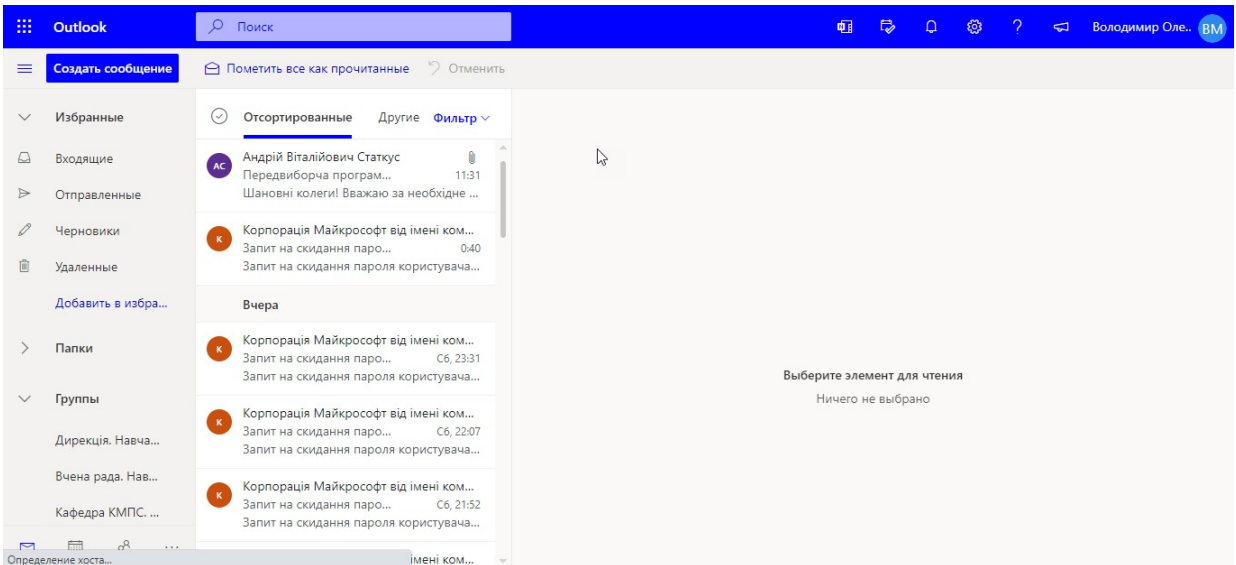 Outlook
Поиск
Володимир Оле..
ВМ
Создать сообщение
Пометить все как прочитанные
Отменить
Избранные
Входящие
Отправленные
Черновики
Удаленные
Добавить в избра...
Папки
Группы
Дирекція. Навча...
Вчена рада. Нав...
Кафедра КМПС. ...
Определение хоста...
Отсортированные
Другие
Фильтр
АС
Андрій Віталійович Статкус
Передвиборча програм...
11:31
Шановні колеги! Вважаю за необхідне ...
К
Корпорація Майкрософт від імені ком...
Запит на скидання паро...
0:40
Запит на скидання пароля користувача...
Вчера
К
Корпорація Майкрософт від імені ком...
Запит на скидання паро...
Сб, 23:31
Запит на скидання пароля користувача...
К
Корпорація Майкрософт від імені ком...
Запит на скидання паро...
Сб, 22:07
Запит на скидання пароля користувача...
К
Корпорація Майкрософт від імені ком...
Запит на скидання паро...
Сб, 21:52
Запит на скидання пароля користувача...
імені ком...
Выберите элемент для чтения
Ничего не выбрано